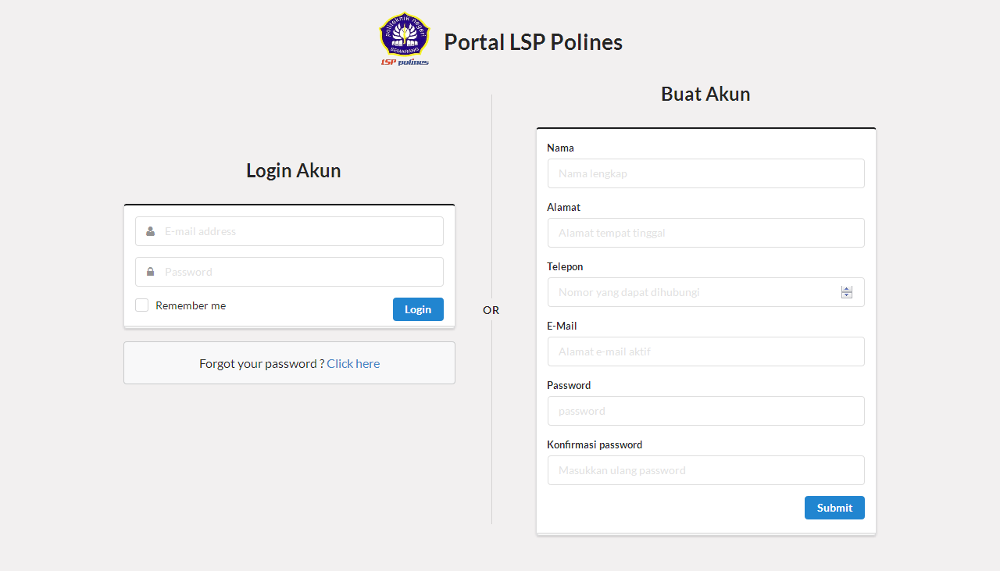 politeknik negeri
SEMARANG
LSP polines
Portal LSP Polines
Login Akun
E-mail address
Password
Remember me
Login
Forgot your password ? Click here
OR
Buat Akun
Nama
Nama lengkap
Alamat
Alamat tempat tinggal
Telepon
Nomor yang dapat dihubungi
E-Mail
Alamat e-mail aktif
Password
password
Konfirmasi password
Masukkan ulang password
Submit